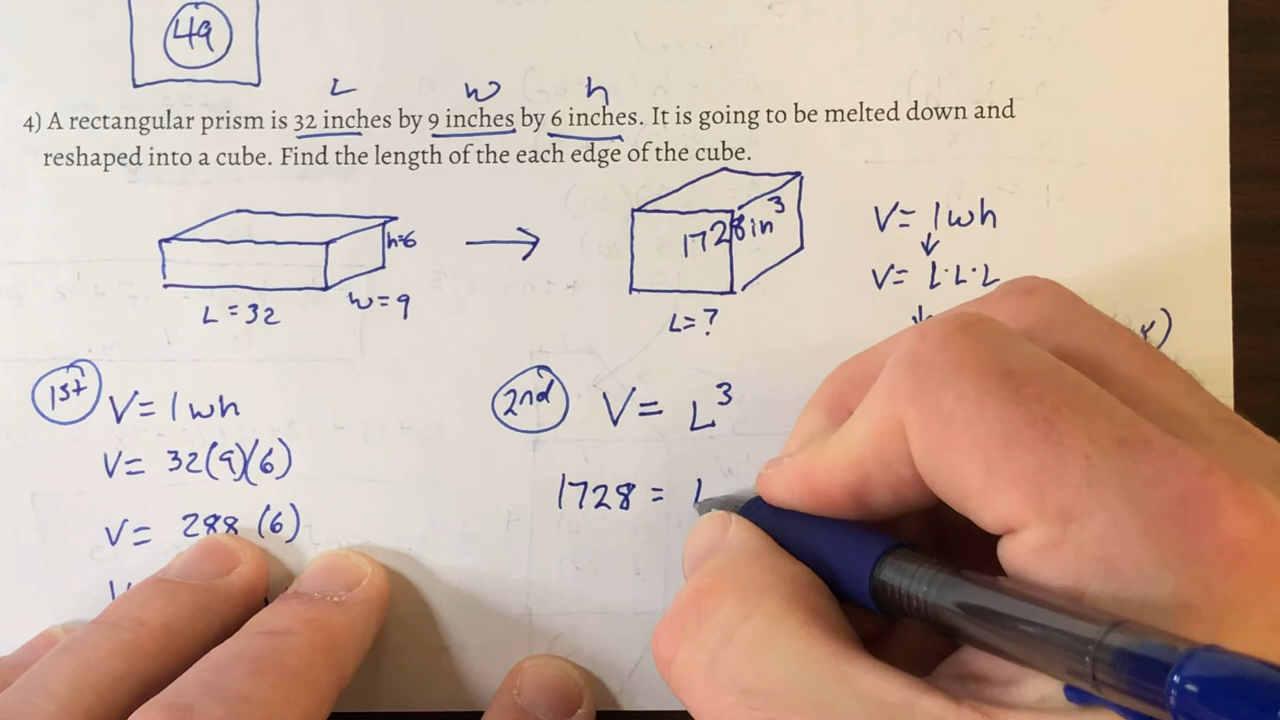 49
L w h
4) A rectangular prism is 32 inches by 9 inches by 6 inches. It is going to be melted down and
reshaped into a cube. Find the length of the each edge of the cube.
h=6
L=32
w=9
1728in³
L=?
V= lwh
V= L·L·L
1st V= lwh
V= 32(9)(6)
V= 288(6)
2nd V= L³
1728 = L